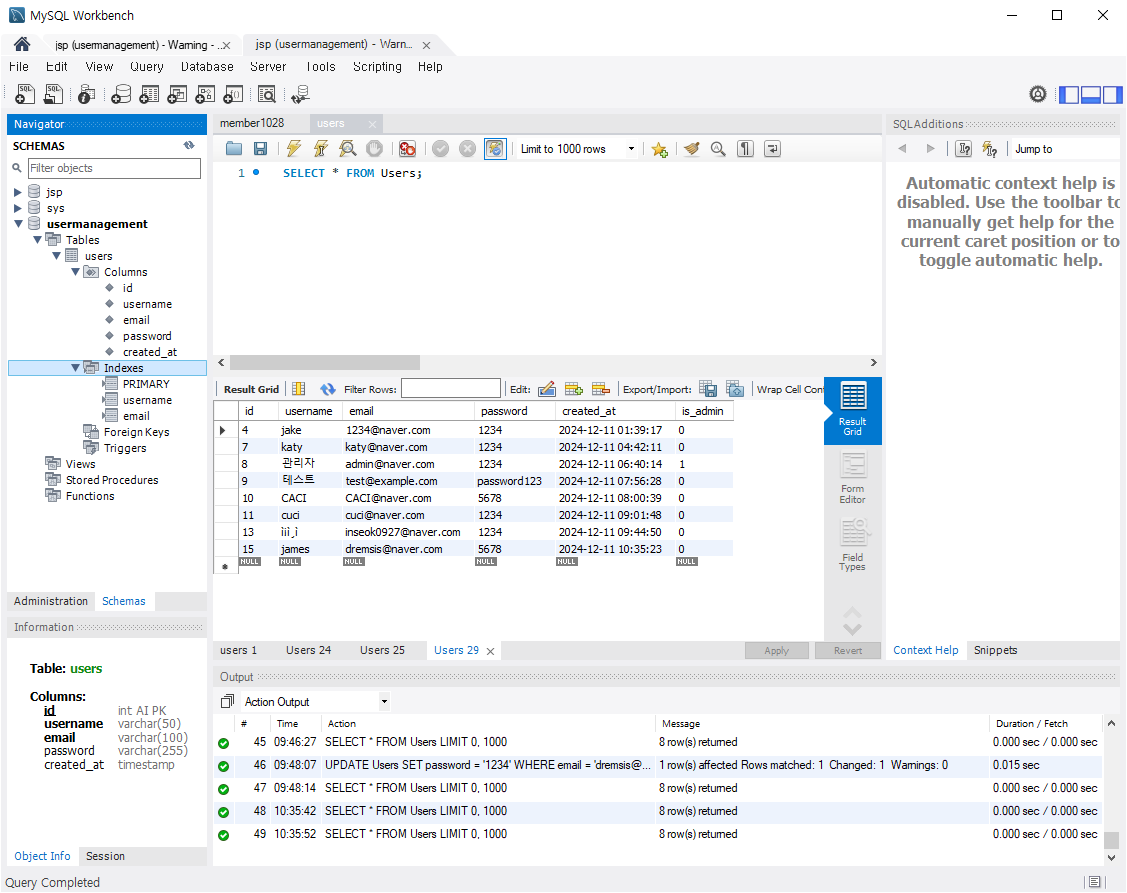 MySQL Workbench
jsp (usermanagement) - Warning - ...
jsp (usermanagement) - Warn...
File Edit View Query Database Server Tools Scripting Help
Navigator
SCHEMAS
Filter objects
jsp
sys
usermanagement
Tables
users
Columns
id
username
email
password
created_at
Indexes
PRIMARY
username
email
Foreign Keys
Triggers
Views
Stored Procedures
Functions
Administration Schemas
Information
Table: users
Columns:
id int AI PK
username varchar(50)
email varchar(100)
password varchar(255)
created_at timestamp
Object Info Session
member1028 users
Limit to 1000 rows
1 SELECT * FROM Users;
Result Grid Filter Rows: Edit: Export/Import: Wrap Cell Cont
id username email password created_at is_admin
4 jake 1234@naver.com 1234 2024-12-11 01:39:17 0
7 katy katy@naver.com 1234 2024-12-11 04:42:11 0
8 관리자 admin@naver.com 1234 2024-12-11 06:40:14 1
9 테스트 test@example.com password123 2024-12-11 07:56:28 0
10 CACI CACI@naver.com 5678 2024-12-11 08:00:39 0
11 cuci cuci@naver.com 1234 2024-12-11 09:01:48 0
13 inseok0927@naver.com 1234 2024-12-11 09:44:50 0
15 james dremsis@naver.com 5678 2024-12-11 10:35:23 0
NULL NULL NULL NULL NULL NULL
Result
Grid
Form
Editor
Field
Types
users 1 Users 24 Users 25 Users 29
Apply Revert
SQLAdditions
Jump to
Automatic context help is
disabled. Use the toolbar to
manually get help for the
current caret position or to
toggle automatic help.
Context Help Snippets
Output
Action Output
# Time Action Message Duration / Fetch
45 09:46:27 SELECT * FROM Users LIMIT 0, 1000 8 row(s) returned 0.000 sec / 0.000 sec
46 09:48:07 UPDATE Users SET password = '1234' WHERE email = 'dremsis@... 1 row(s) affected Rows matched: 1 Changed: 1 Warnings: 0 0.015 sec
47 09:48:14 SELECT * FROM Users LIMIT 0, 1000 8 row(s) returned 0.000 sec / 0.000 sec
48 10:35:42 SELECT * FROM Users LIMIT 0, 1000 8 row(s) returned 0.000 sec / 0.000 sec
49 10:35:52 SELECT * FROM Users LIMIT 0, 1000 8 row(s) returned 0.000 sec / 0.000 sec
Query Completed